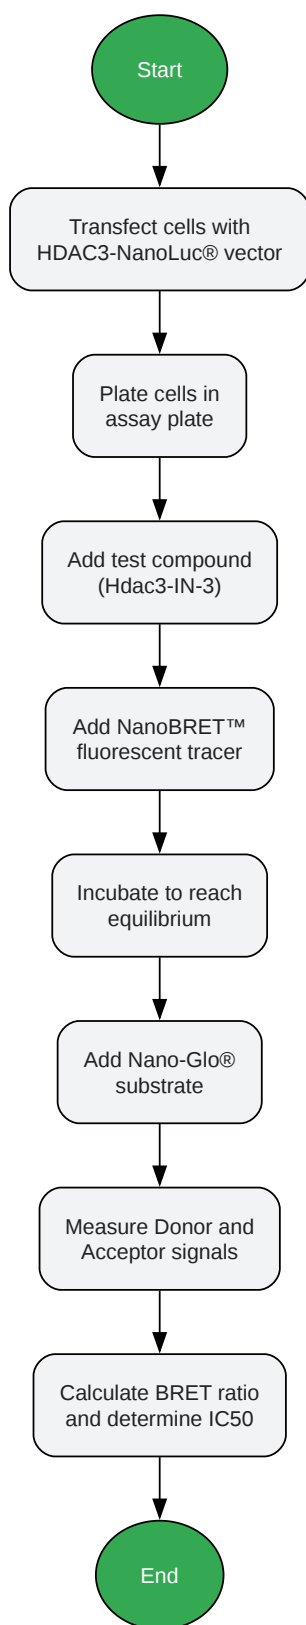 Start
Transfect cells with
HDAC3-NanoLuc® vector
Plate cells in
assay plate
Add test compound
(Hdac3-IN-3)
Add NanoBRET™
fluorescent tracer
Incubate to reach
equilibrium
Add Nano-Glo®
substrate
Measure Donor and
Acceptor signals
Calculate BRET ratio
and determine IC50
End